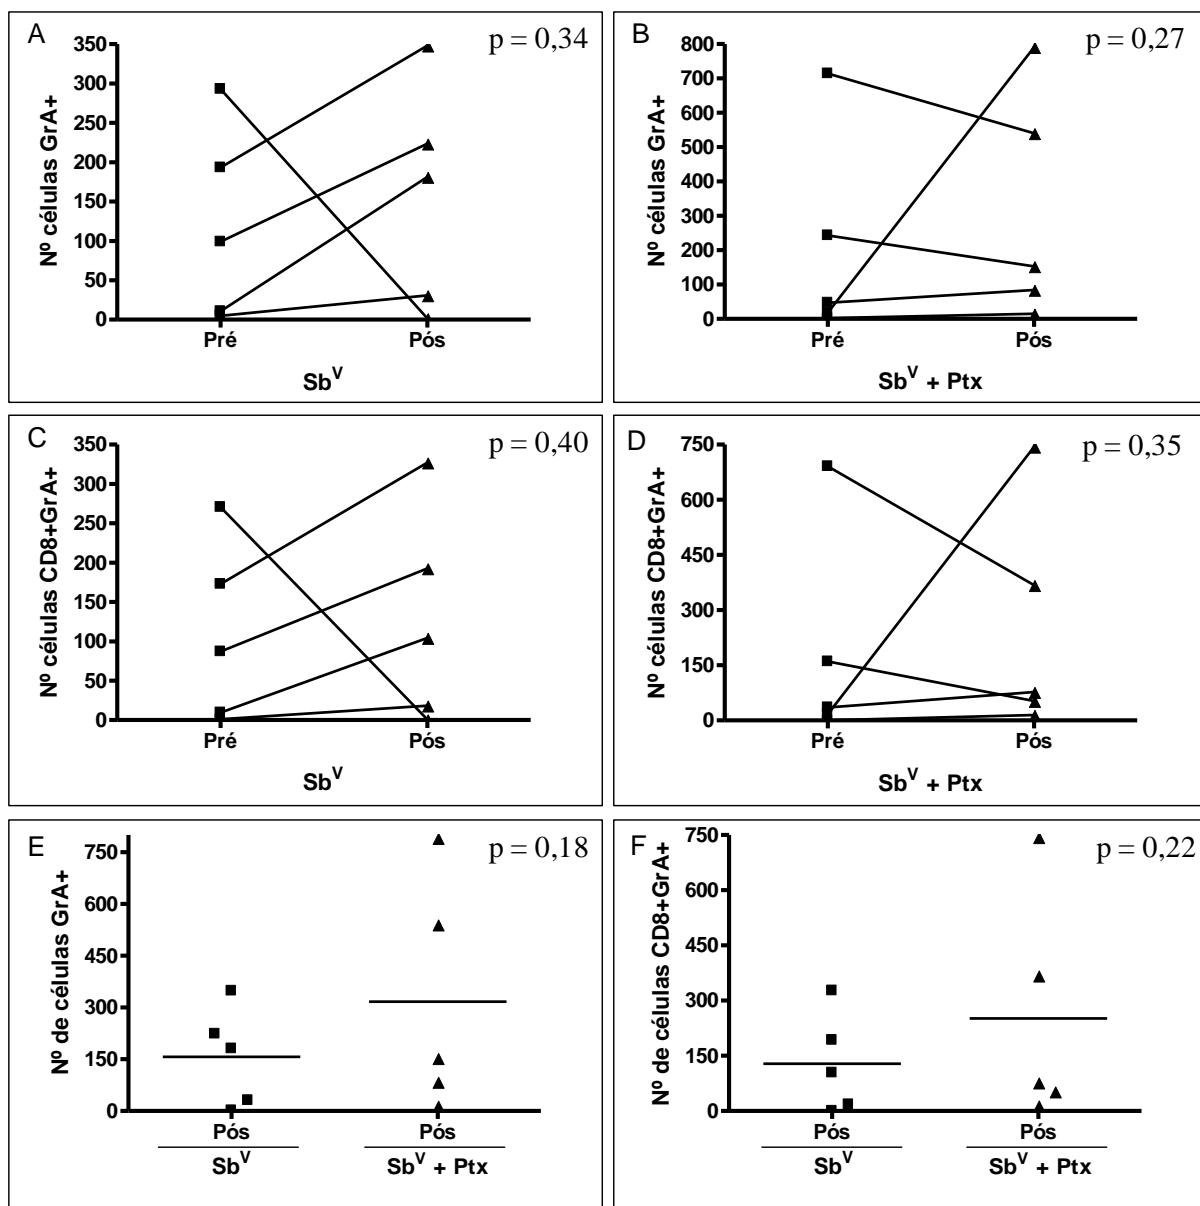 A
p = 0,34
Nº células GrA+
350
300
250
200
150
100
50
0
Pré
Pós
Sb^V
B
p = 0,27
Nº células GrA+
800
700
600
500
400
300
200
100
0
Pré
Pós
Sb^V + Ptx
C
p = 0,40
Nº células CD8+GrA+
350
300
250
200
150
100
50
0
Pré
Pós
Sb^V
D
p = 0,35
Nº células CD8+GrA+
750
600
450
300
150
0
Pré
Pós
Sb^V + Ptx
E
p = 0,18
Nº de células GrA+
750
600
450
300
150
0
Pós
Pós
Sb^V
Sb^V + Ptx
F
p = 0,22
Nº de células CD8+GrA+
750
600
450
300
150
0
Pós
Pós
Sb^V
Sb^V + Ptx